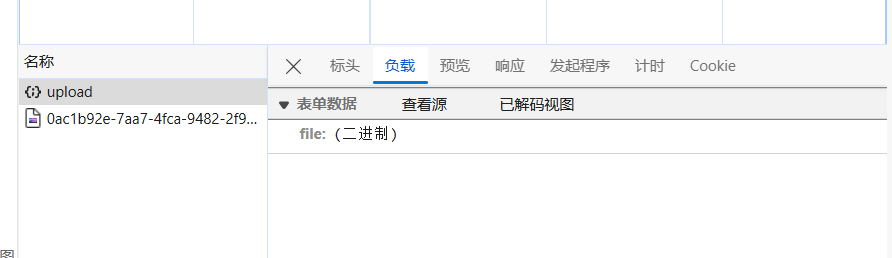 名称
标头 负载 预览 响应 发起程序 计时 Cookie
upload
表单数据 查看源 已解码视图
0ac1b92e-7aa7-4fca-9482-2f9...
file: (二进制)
图